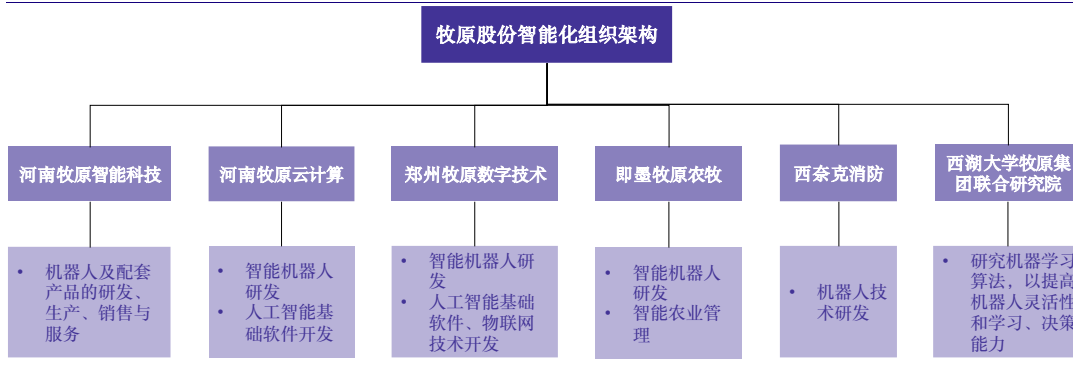 牧原股份智能化组织架构
河南牧原智能科技
河南牧原云计算
郑州牧原数字技术
即墨牧原农牧
西奈克消防
西湖大学牧原集
团联合研究院
• 机器人及配套
产品的研发、
生产、销售与
服务
• 智能机器人
研发
• 人工智能基
础软件开发
• 智能机器人研
发
• 人工智能基础
软件、物联网
技术开发
• 智能机器人
研发
• 智能农业管
理
• 机器人技
术研发
• 研究机器学习
算法，以提高
机器人灵活性
和学习、决策
能力